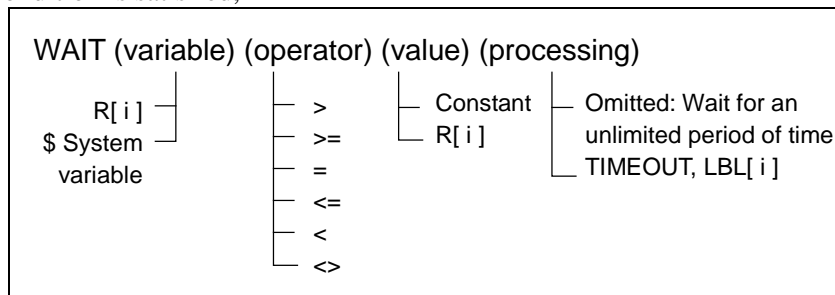 WAIT (variable) (operator) (value) (processing)
R[ i ]
$ System
variable
>
>=
=
<=
<
<>
Constant
R[ i ]
Omitted: Wait for an
unlimited period of time
TIMEOUT, LBL[ i ]